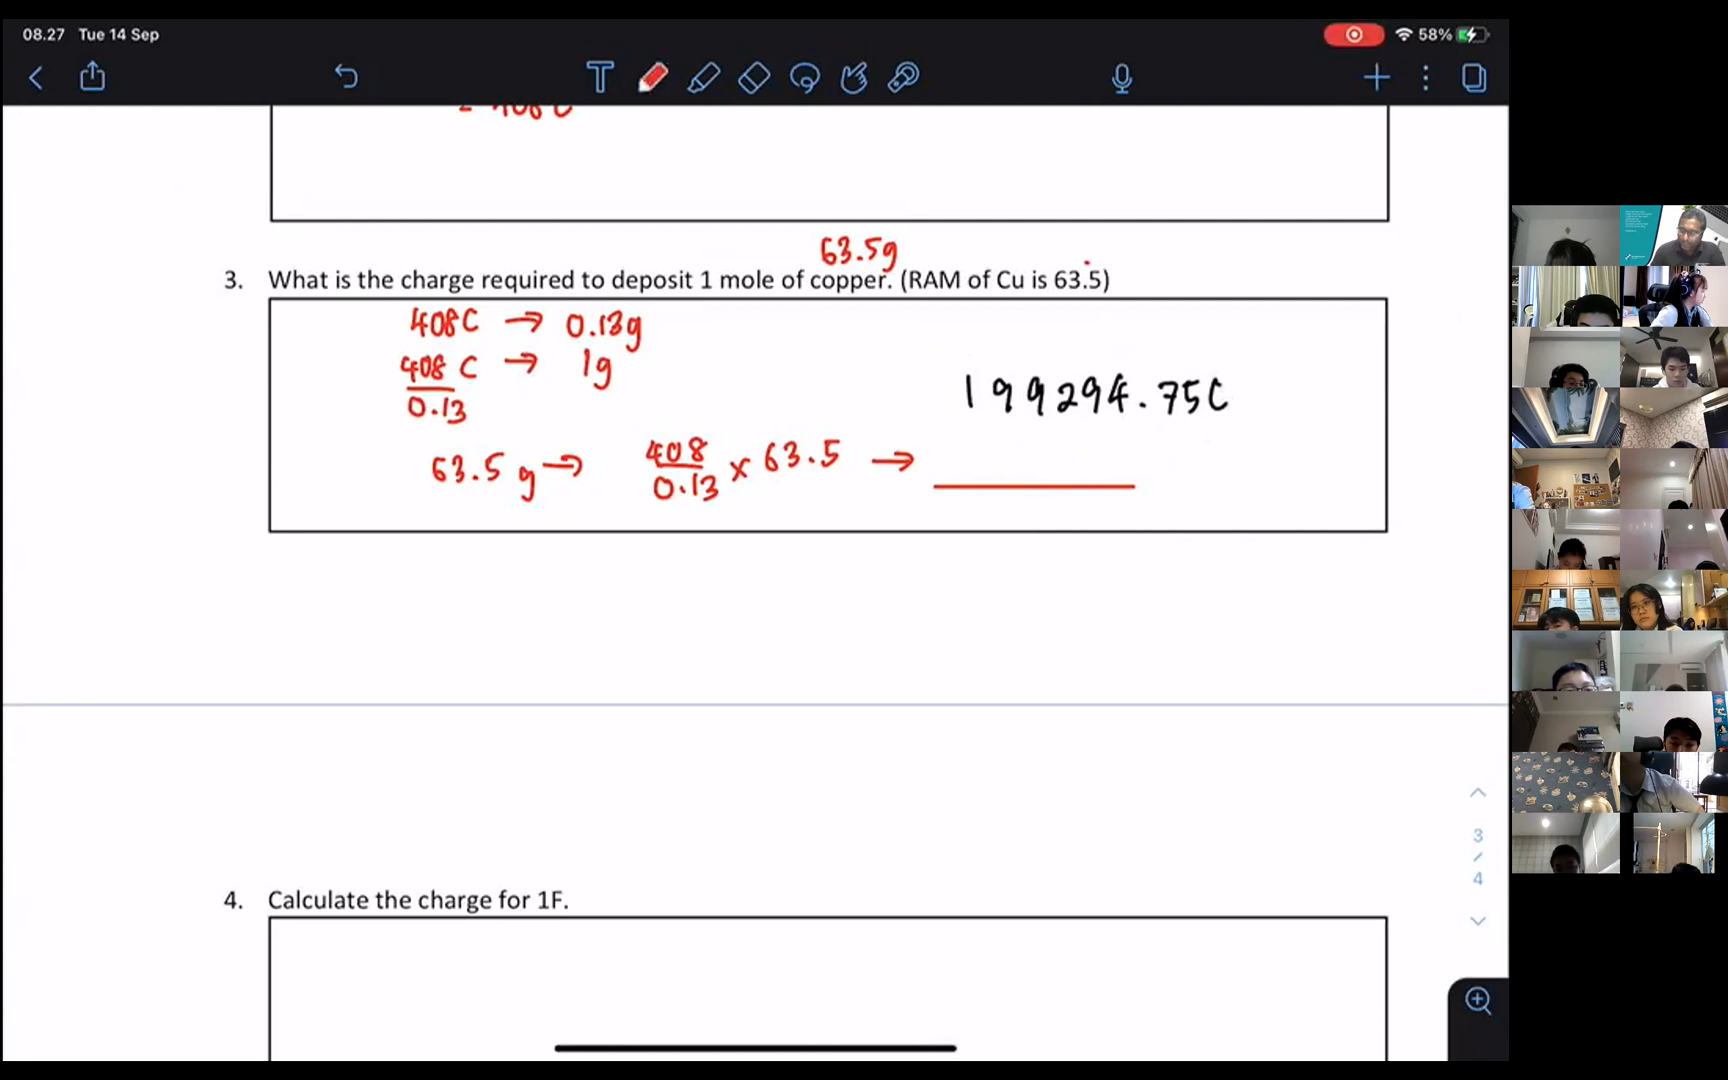 08.27 Tue 14 Sep
58%
= 408 C
63.5g
3. What is the charge required to deposit 1 mole of copper. (RAM of Cu is 63.5)
408C → 0.13g
408 C → 1g
0.13
199294.75C
63.5 g → 408 x 63.5 →
0.13
3
/
4
4. Calculate the charge for 1F.